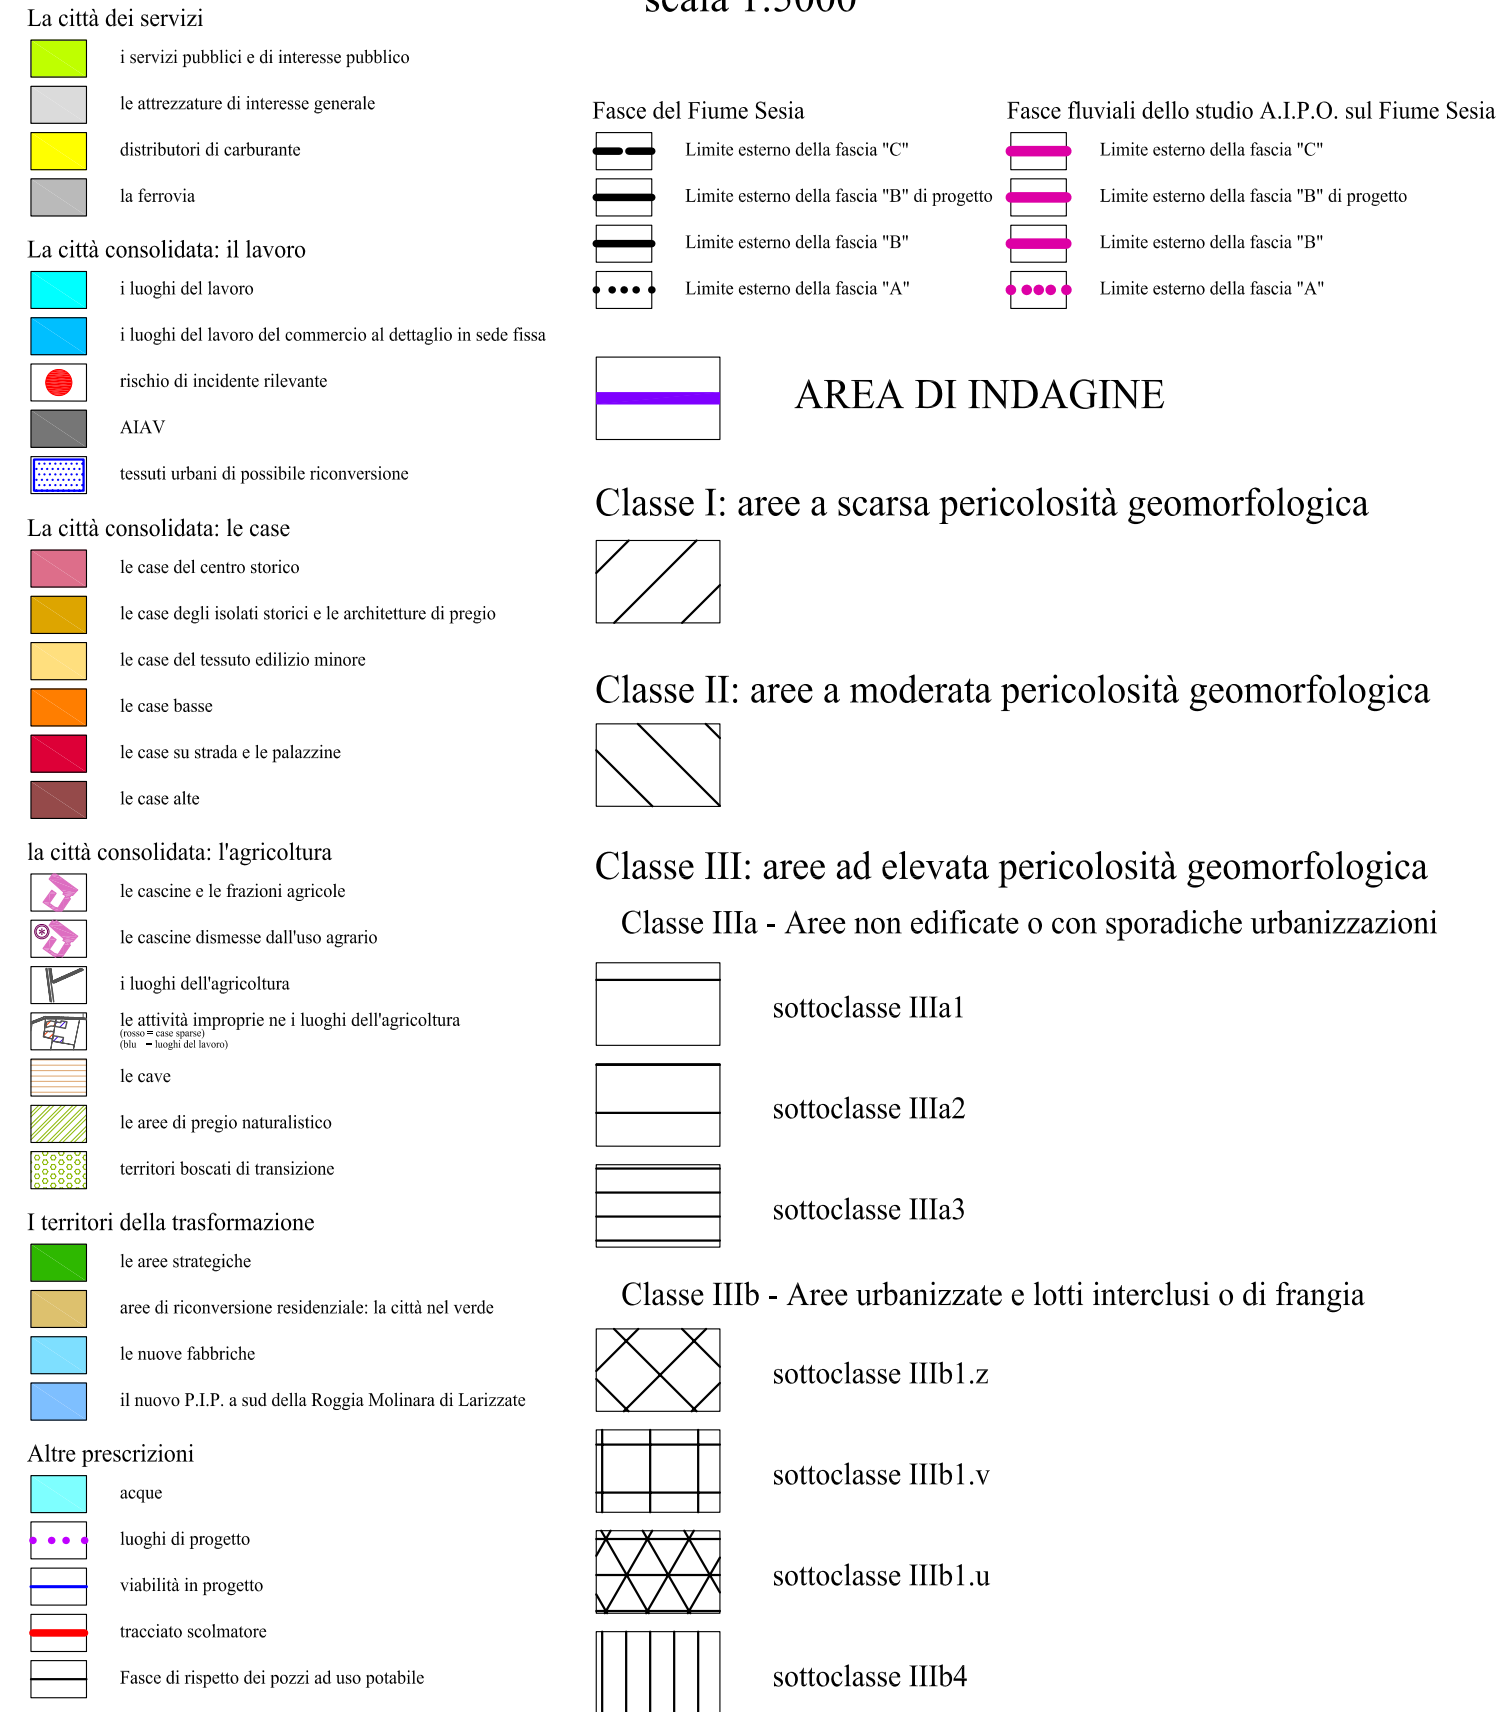 scala 1:5000
La città dei servizi
i servizi pubblici e di interesse pubblico
le attrezzature di interesse generale
distributori di carburante
la ferrovia
La città consolidata: il lavoro
i luoghi del lavoro
i luoghi del lavoro del commercio al dettaglio in sede fissa
rischio di incidente rilevante
AIAV
tessuti urbani di possibile riconversione
La città consolidata: le case
le case del centro storico
le case degli isolati storici e le architetture di pregio
le case del tessuto edilizio minore
le case basse
le case su strada e le palazzine
le case alte
la città consolidata: l'agricoltura
le cascine e le frazioni agricole
le cascine dismesse dall'uso agrario
i luoghi dell'agricoltura
le attività improprie ne i luoghi dell'agricoltura
(rosso = case sparse)
(blu = luoghi del lavoro)
le cave
le aree di pregio naturalistico
territori boscati di transizione
I territori della trasformazione
le aree strategiche
aree di riconversione residenziale: la città nel verde
le nuove fabbriche
il nuovo P.I.P. a sud della Roggia Molinara di Larizzate
Altre prescrizioni
acque
luoghi di progetto
viabilità in progetto
tracciato scolmatore
Fasce di rispetto dei pozzi ad uso potabile
Fasce del Fiume Sesia
Limite esterno della fascia "C"
Limite esterno della fascia "B" di progetto
Limite esterno della fascia "B"
Limite esterno della fascia "A"
Fasce fluviali dello studio A.I.P.O. sul Fiume Sesia
Limite esterno della fascia "C"
Limite esterno della fascia "B" di progetto
Limite esterno della fascia "B"
Limite esterno della fascia "A"
AREA DI INDAGINE
Classe I: aree a scarsa pericolosità geomorfologica
Classe II: aree a moderata pericolosità geomorfologica
Classe III: aree ad elevata pericolosità geomorfologica
Classe IIIa - Aree non edificate o con sporadiche urbanizzazioni
sottoclasse IIIa1
sottoclasse IIIa2
sottoclasse IIIa3
Classe IIIb - Aree urbanizzate e lotti interclusi o di frangia
sottoclasse IIIb1.z
sottoclasse IIIb1.v
sottoclasse IIIb1.u
sottoclasse IIIb4